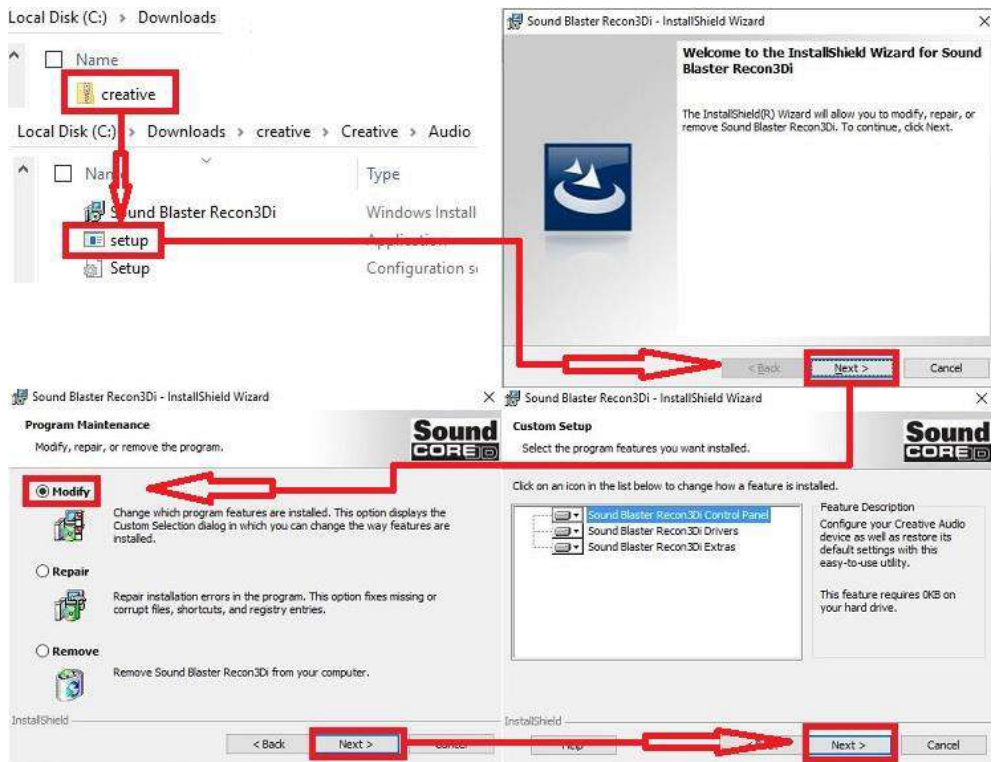 Local Disk (C:) > Downloads
Name
creative
Local Disk (C:) > Downloads > creative > Creative > Audio
Name Type
Sound Blaster Recon3Di Windows Install
setup Application
Setup Configuration se
Sound Blaster Recon3Di - InstallShield Wizard
Welcome to the InstallShield Wizard for Sound
Blaster Recon3Di
The InstallShield(R) Wizard will allow you to modify, repair, or
remove Sound Blaster Recon3Di. To continue, click Next.
< Back Next > Cancel
Sound Blaster Recon3Di - InstallShield Wizard
Program Maintenance
Modify, repair, or remove the program.
Sound
CORE3D
Modify
Change which program features are installed. This option displays the
Custom Selection dialog in which you can change the way features are
installed.
Repair
Repair installation errors in the program. This option fixes missing or
corrupt files, shortcuts, and registry entries.
Remove
Remove Sound Blaster Recon3Di from your computer.
InstallShield
< Back Next > Cancel
Sound Blaster Recon3Di - InstallShield Wizard
Custom Setup
Select the program features you want installed.
Sound
CORE3D
Click on an icon in the list below to change how a feature is installed.
Sound Blaster Recon3Di Control Panel
Sound Blaster Recon3Di Drivers
Sound Blaster Recon3Di Extras
Feature Description
Configure your Creative Audio
device as well as restore its
default settings with this
easy-to-use utility.
This feature requires 0KB on
your hard drive.
InstallShield
Help Next > Cancel